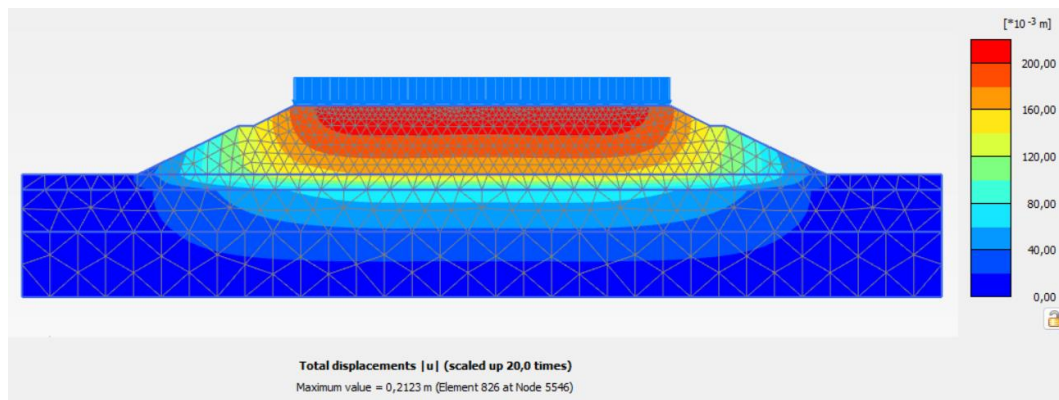 [*10 -3 m]
200,00
160,00
120,00
80,00
40,00
0,00
Total displacements |u| (scaled up 20,0 times)
Maximum value = 0,2123 m (Element 826 at Node 5546)